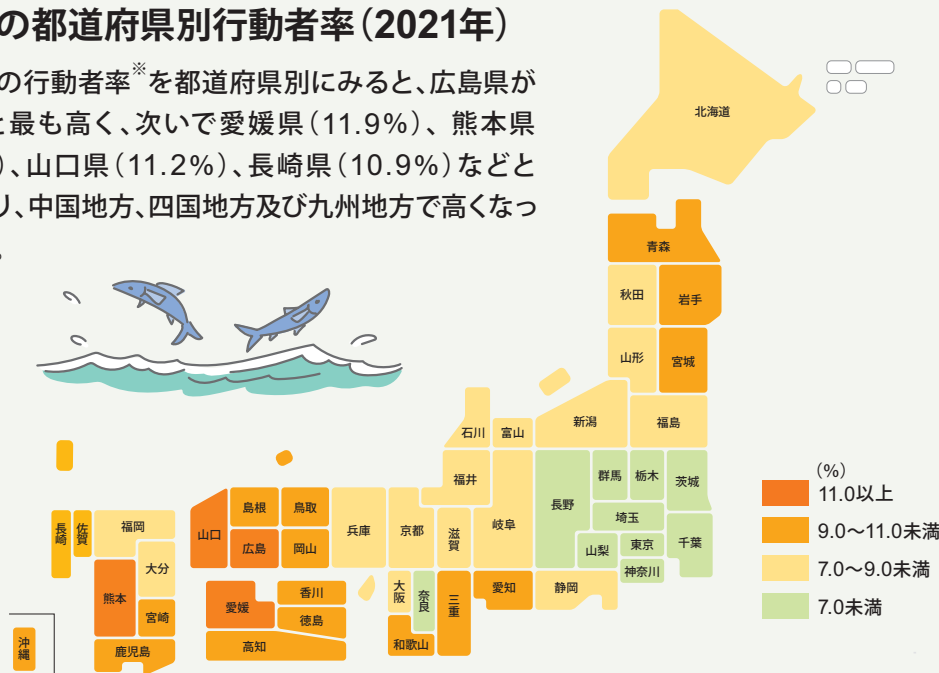 の都道府県別行動者率（2021年）
の行動者率※を都道府県別にみると、広島県が
と最も高く、次いで愛媛県（11.9%）、熊本県
）、山口県（11.2%）、長崎県（10.9%）などと
り、中国地方、四国地方及び九州地方で高くなっ
。
北海道
青森
秋田
岩手
山形
宮城
新潟
福島
石川
富山
福井
長野
群馬
栃木
茨城
埼玉
山梨
東京
千葉
神奈川
岐阜
滋賀
京都
兵庫
鳥取
島根
岡山
広島
山口
大阪
奈良
三重
愛知
静岡
和歌山
香川
徳島
愛媛
高知
福岡
佐賀
長崎
大分
熊本
宮崎
鹿児島
沖縄
（%）
11.0以上
9.0～11.0未満
7.0～9.0未満
7.0未満